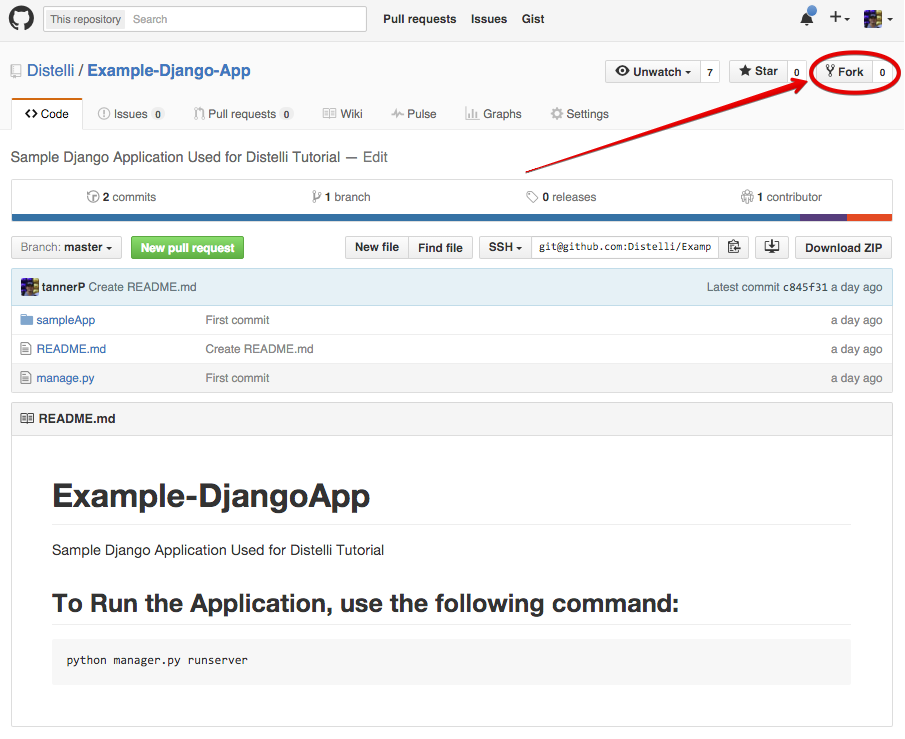 This repository Search Pull requests Issues Gist
Distelli / Example-Django-App Unwatch 7 Star 0 Fork 0
Code Issues 0 Pull requests 0 Wiki Pulse Graphs Settings
Sample Django Application Used for Distelli Tutorial — Edit
2 commits 1 branch 0 releases 1 contributor
Branch: master New pull request New file Find file SSH git@github.com:Distelli/Examp Download ZIP
tannerP Create README.md Latest commit c845f31 a day ago
sampleApp First commit a day ago
README.md Create README.md a day ago
manage.py First commit a day ago
README.md
Example-DjangoApp
Sample Django Application Used for Distelli Tutorial
To Run the Application, use the following command:
python manager.py runserver